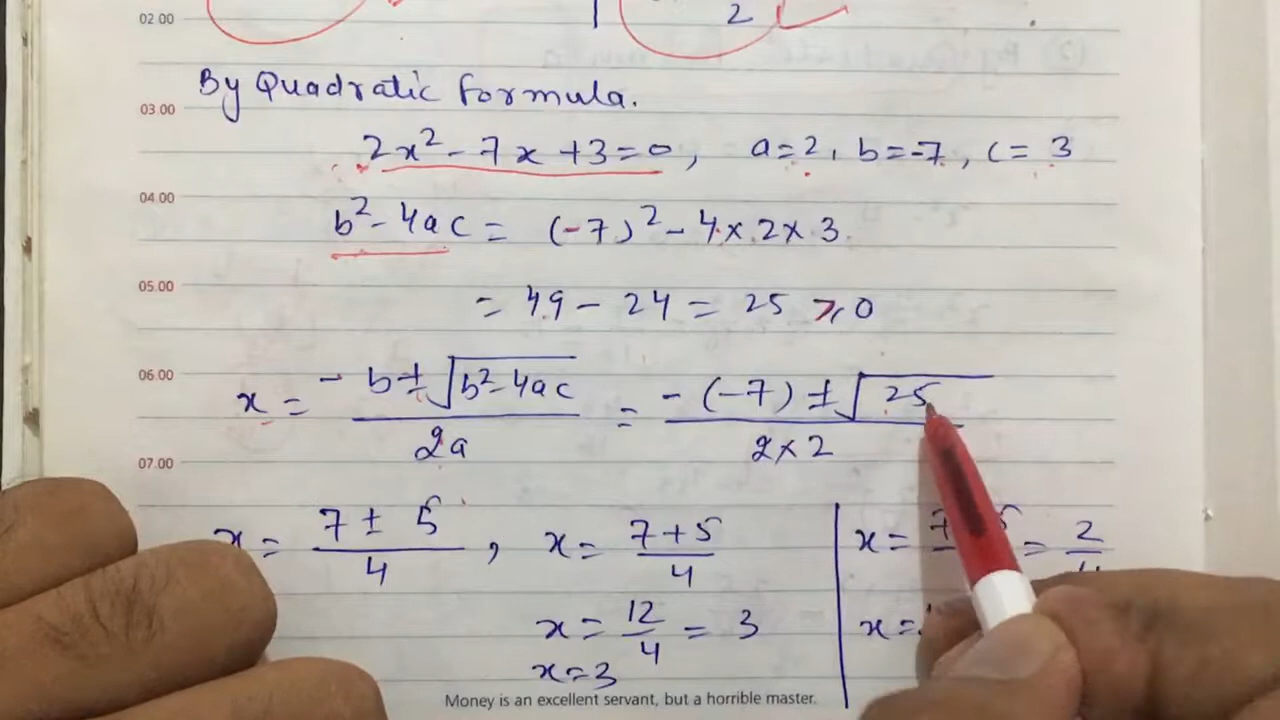 02 00
2
By Quadratic Formula.
03.00
2x² - 7x + 3 = 0, a = 2, b = -7, c = 3
04.00
b² - 4ac = (-7)² - 4 × 2 × 3
05.00
= 49 - 24 = 25 ⩾ 0
06.00
x = - b ± √b² - 4ac / 2a = - (-7) ± √25 / 2 × 2
07.00
x = 7 ± 5 / 4 , x = 7 + 5 / 4 x = 7 5 = 2
x = 12 / 4 = 3 x =
x = 3
Money is an excellent servant, but a horrible master.